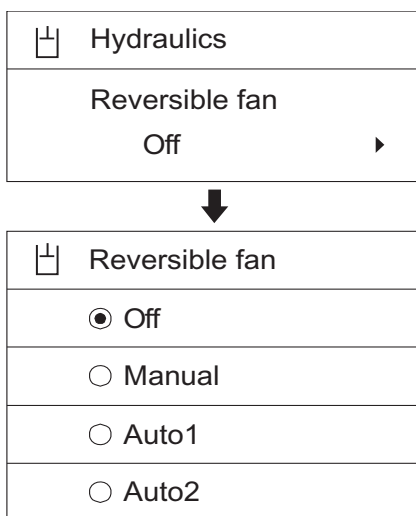 Hydraulics
Reversible fan
Off
Reversible fan
Off
Manual
Auto1
Auto2